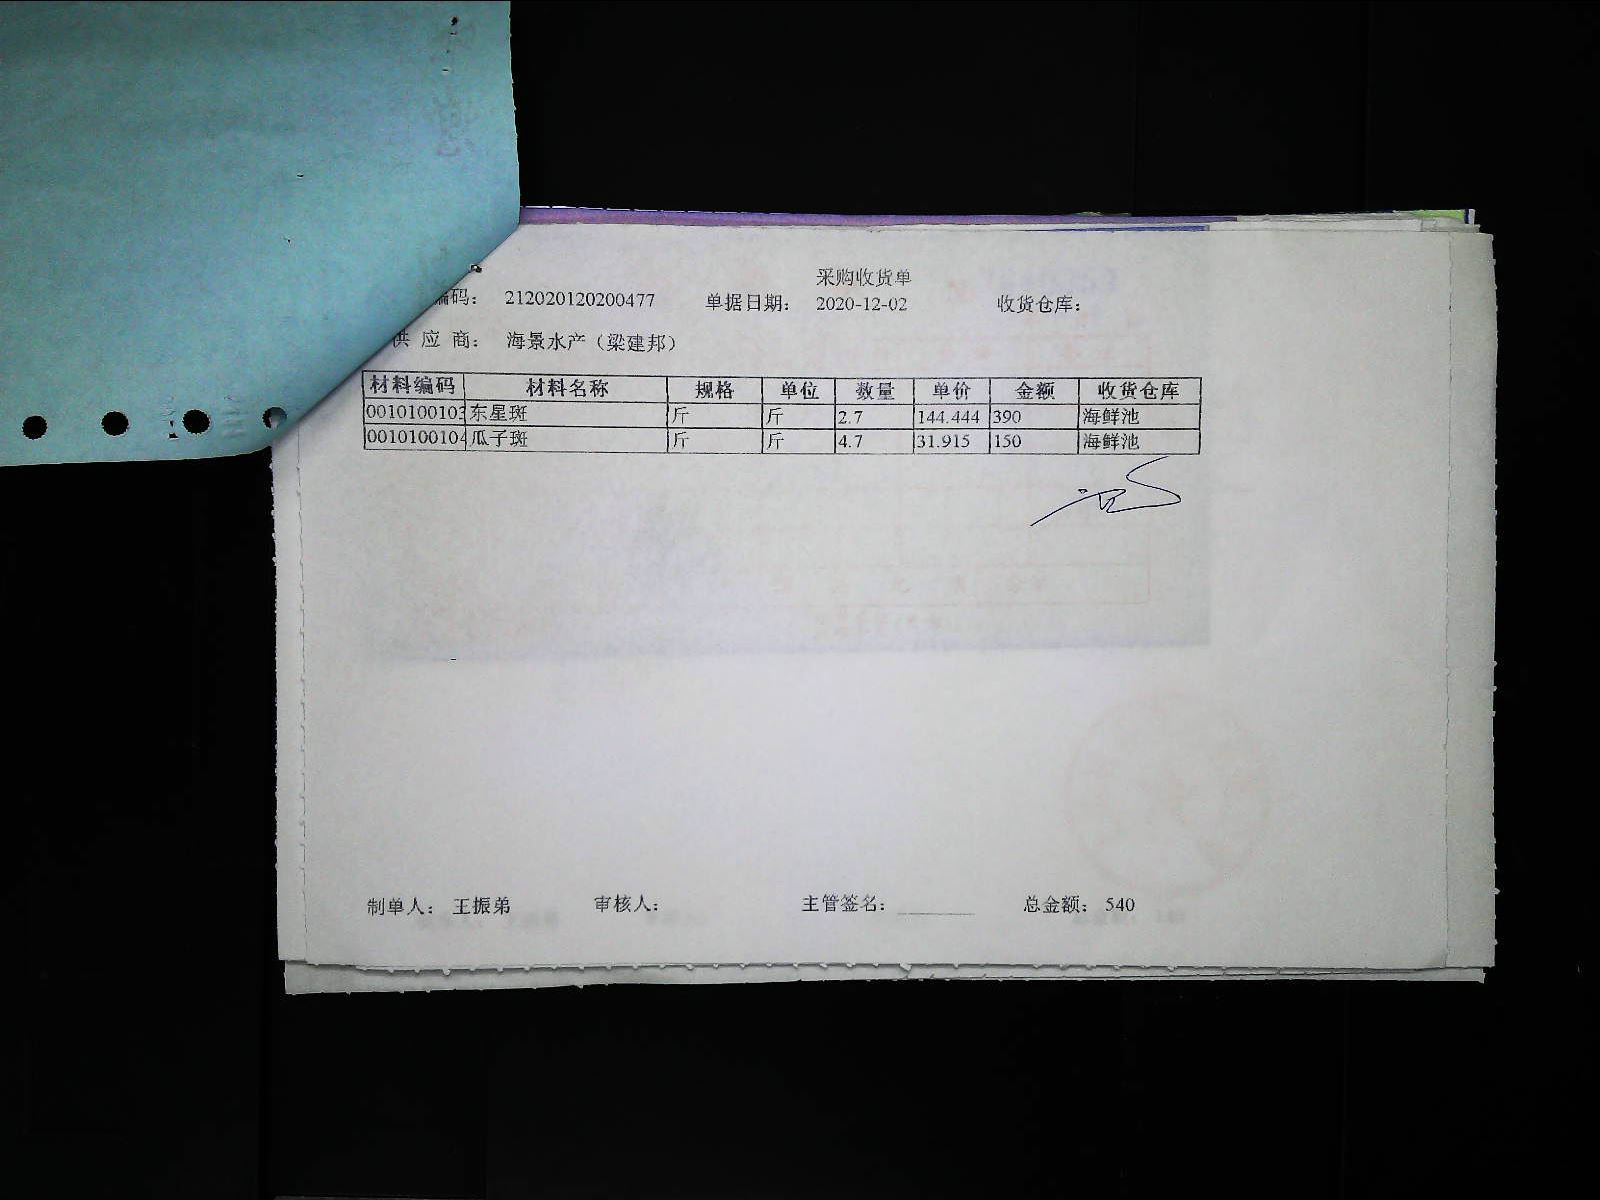 采购收货单
编码： 212020120200477 单据日期： 2020-12-02 收货仓库：
供 应 商： 海景水产（梁建邦）
材料编码 材料名称 规格 单位 数量 单价 金额 收货仓库
0010100103 东星斑 斤 斤 2.7 144.444 390 海鲜池
0010100104 瓜子斑 斤 斤 4.7 31.915 150 海鲜池
制单人： 王振弟 审核人： 主管签名： 总金额： 540